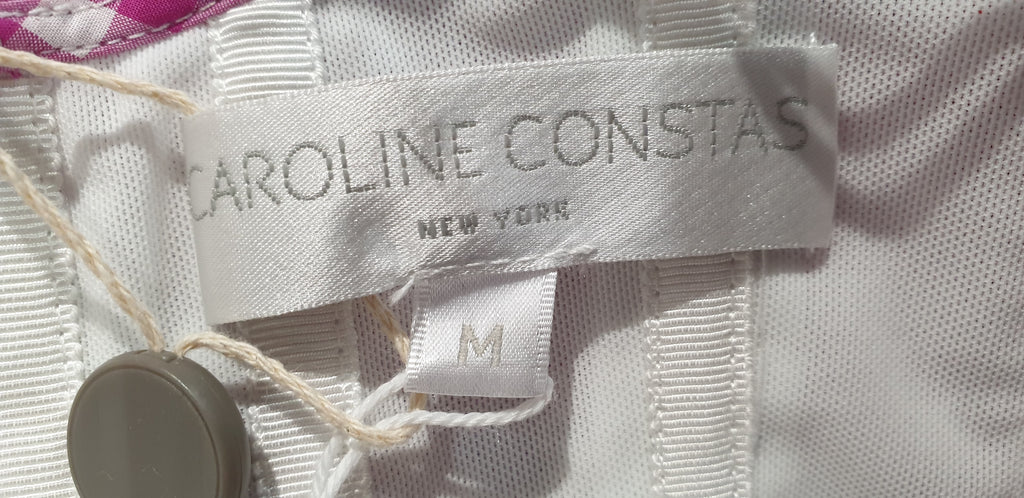 CAROLINE CONSTAS
NEW YORK
M